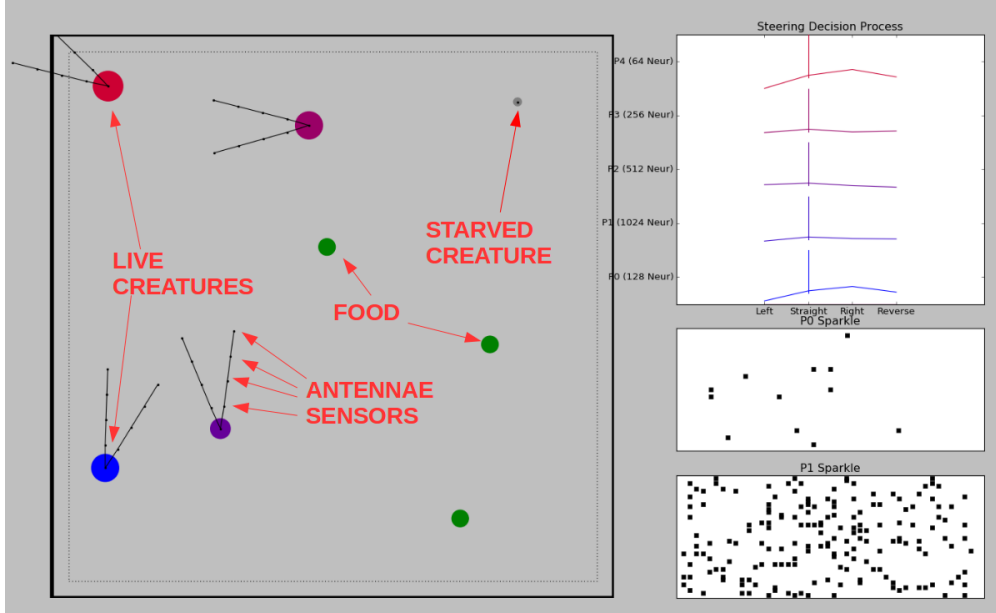 LIVE
CREATURES
STARVED
CREATURE
FOOD
ANTENNAE
SENSORS
Steering Decision Process
P4 (64 Neur)
P3 (256 Neur)
P2 (512 Neur)
P1 (1024 Neur)
P0 (128 Neur)
Left Straight Right Reverse
P0 Sparkle
P1 Sparkle